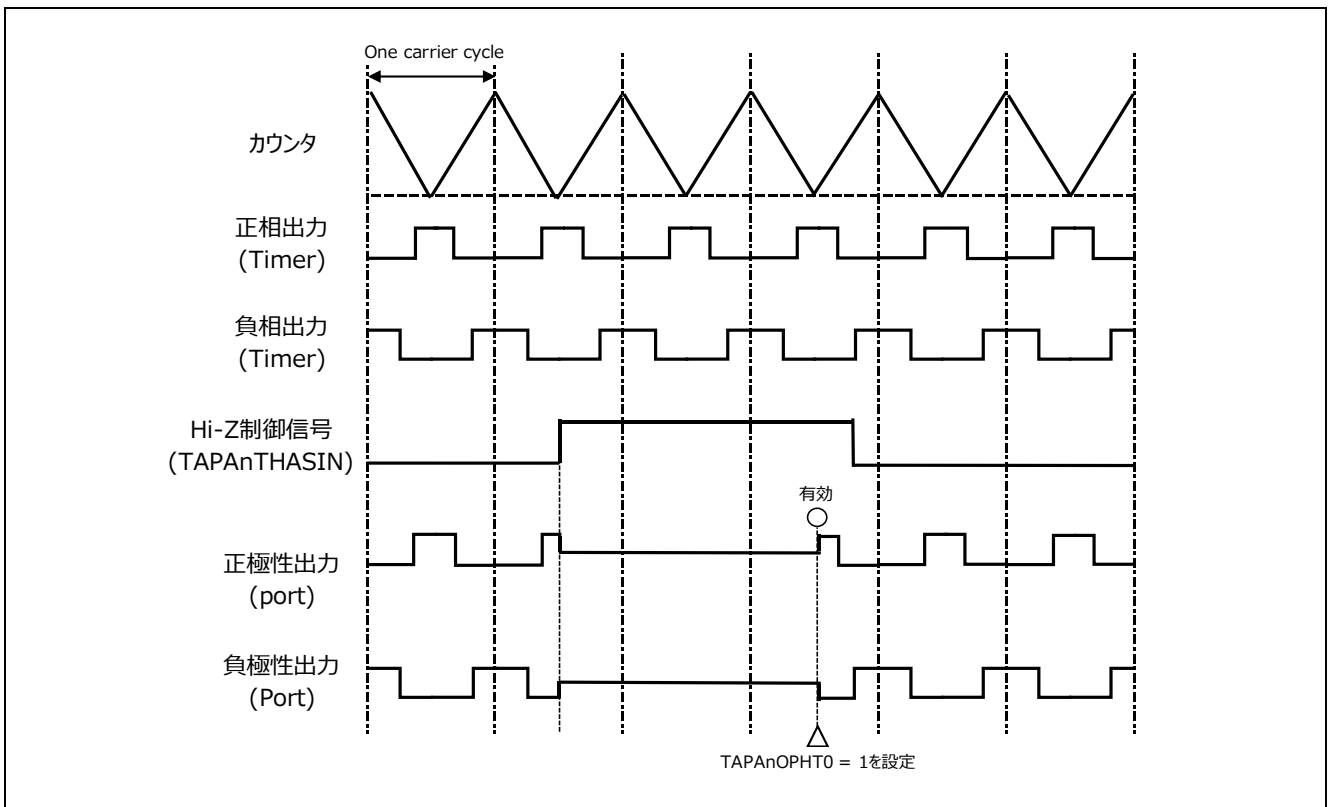 One carrier cycle
カウンタ
正相出力
(Timer)
負相出力
(Timer)
Hi-Z制御信号
(TAPAnTHASIN)
有効
正極性出力
(port)
負極性出力
(Port)
TAPAnOPHT0 = 1を設定